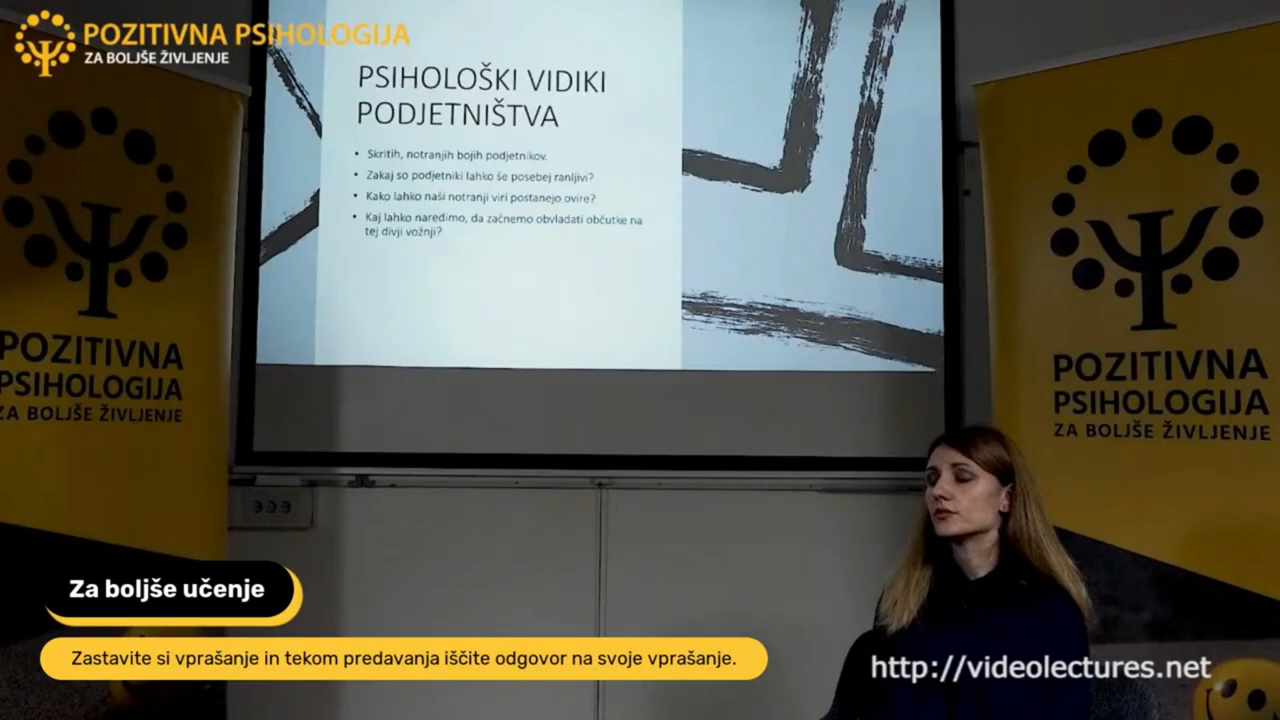 POZITIVNA PSIHOLOGIJA
ZA BOLJŠE ŽIVLJENJE
PSIHOLOŠKI VIDIKI
PODJETNIŠTVA
• Skritih, notranjih bojih podjetnikov.
• Zakaj so podjetniki lahko še posebej ranljivi?
• Kako lahko naši notranji viri postanejo ovire?
• Kaj lahko naredimo, da začnemo obvladati občutke na
tej divji vožnji?
POZITIVNA
PSIHOLOGIJA
ZA BOLJŠE ŽIVLJENJE
POZITIVNA
PSIHOLOGIJA
ZA BOLJŠE ŽIVLJENJE
Za boljše učenje
Zastavite si vprašanje in tekom predavanja iščite odgovor na svoje vprašanje.
http://videolectures.net